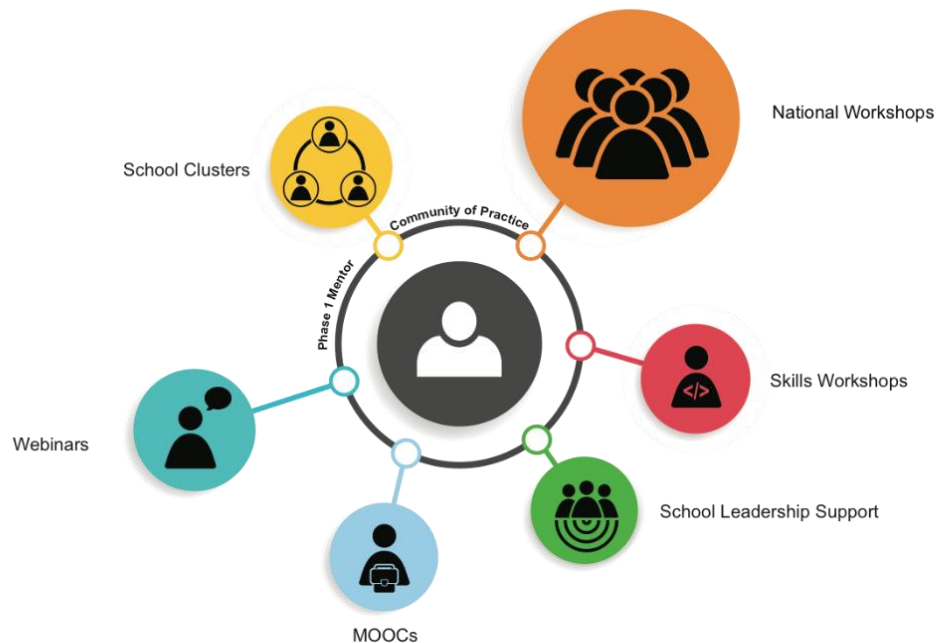 National Workshops
School Clusters
Community of Practice
Phase 1 Mentor
</>
Skills Workshops
Webinars
School Leadership Support
MOOCs